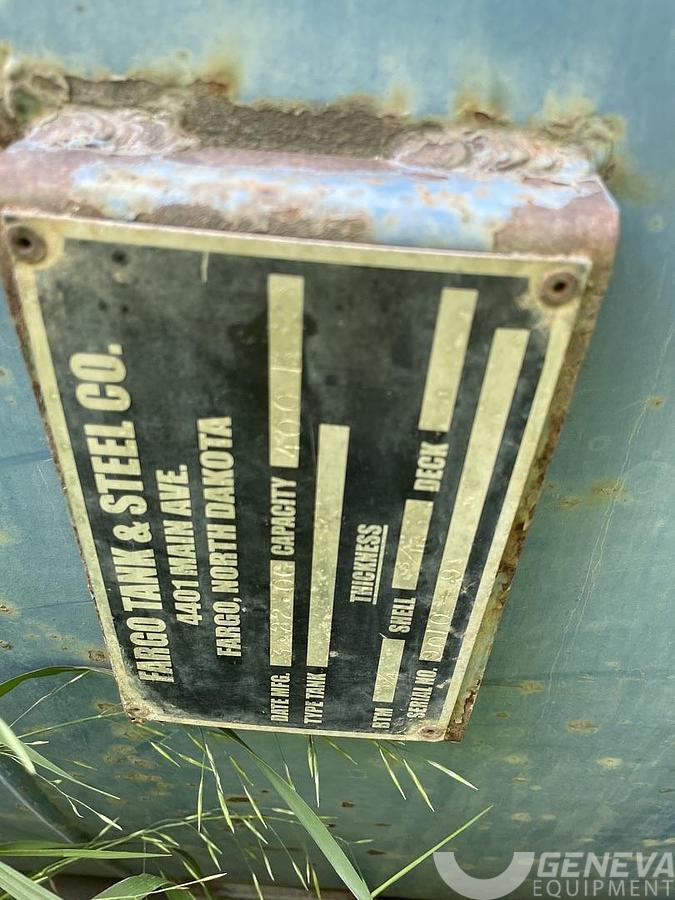 FARGO TANK & STEEL CO.
4401 MAIN AVE.
FARGO, NORTH DAKOTA
DATE MFG. CAPACITY 400
TYPE TANK
THICKNESS
BTM SHELL DECK
SERIAL NO.
GENEVA
EQUIPMENT